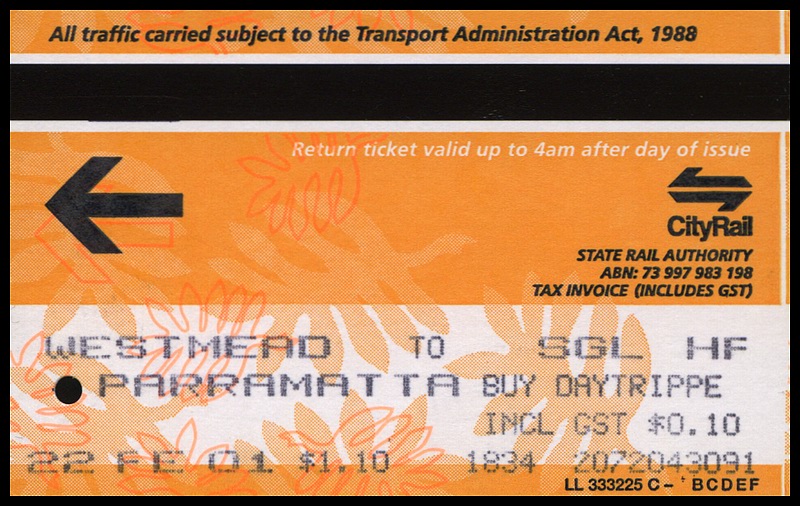 All traffic carried subject to the Transport Administration Act, 1988
Return ticket valid up to 4am after day of issue
CityRail
STATE RAIL AUTHORITY
ABN: 73 997 983 198
TAX INVOICE (INCLUDES GST)
WESTMEAD TO SGL HF
PARRAMATTA BUY DAYTRIPPE
INCL GST $0.10
22 FE 01 $1.10 1834 2072043091
LL 333225 C - BCDEF